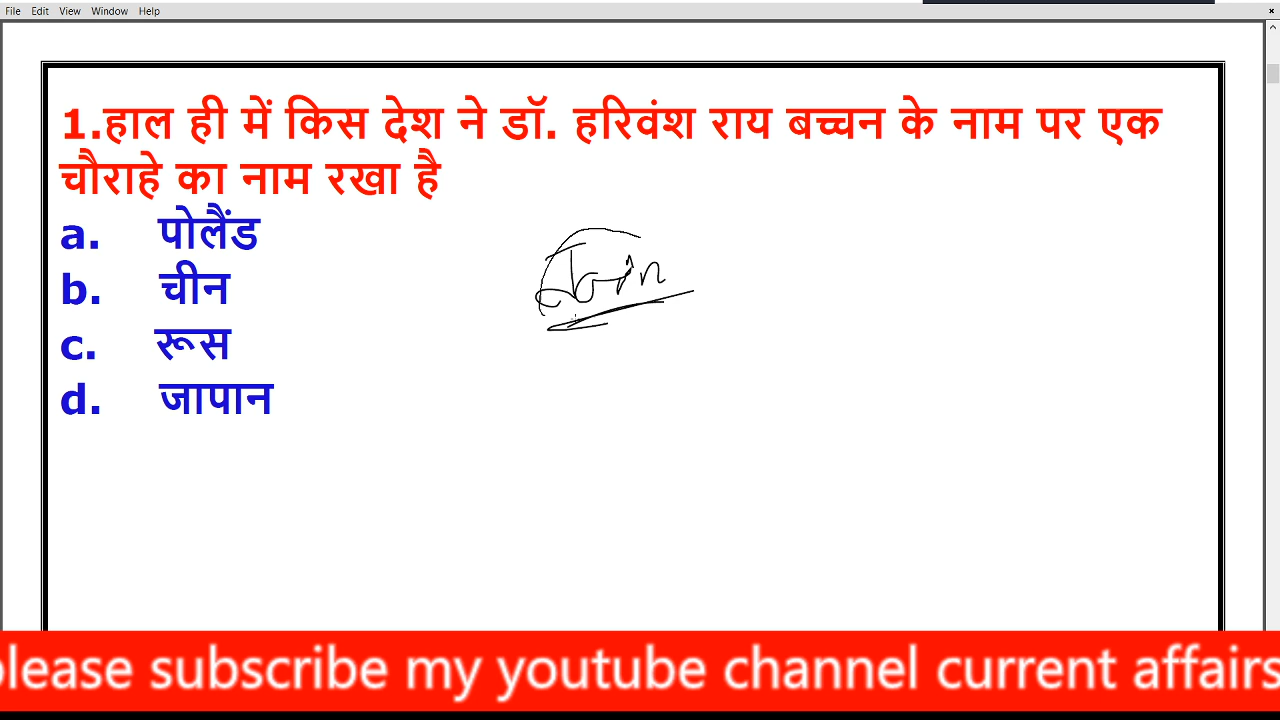 File Edit View Window Help
1.हाल ही में किस देश ने डॉ. हरिवंश राय बच्चन के नाम पर एक
चौराहे का नाम रखा है
a. पोलैंड
b. चीन
c. रूस
d. जापान
Join
please subscribe my youtube channel current affairs